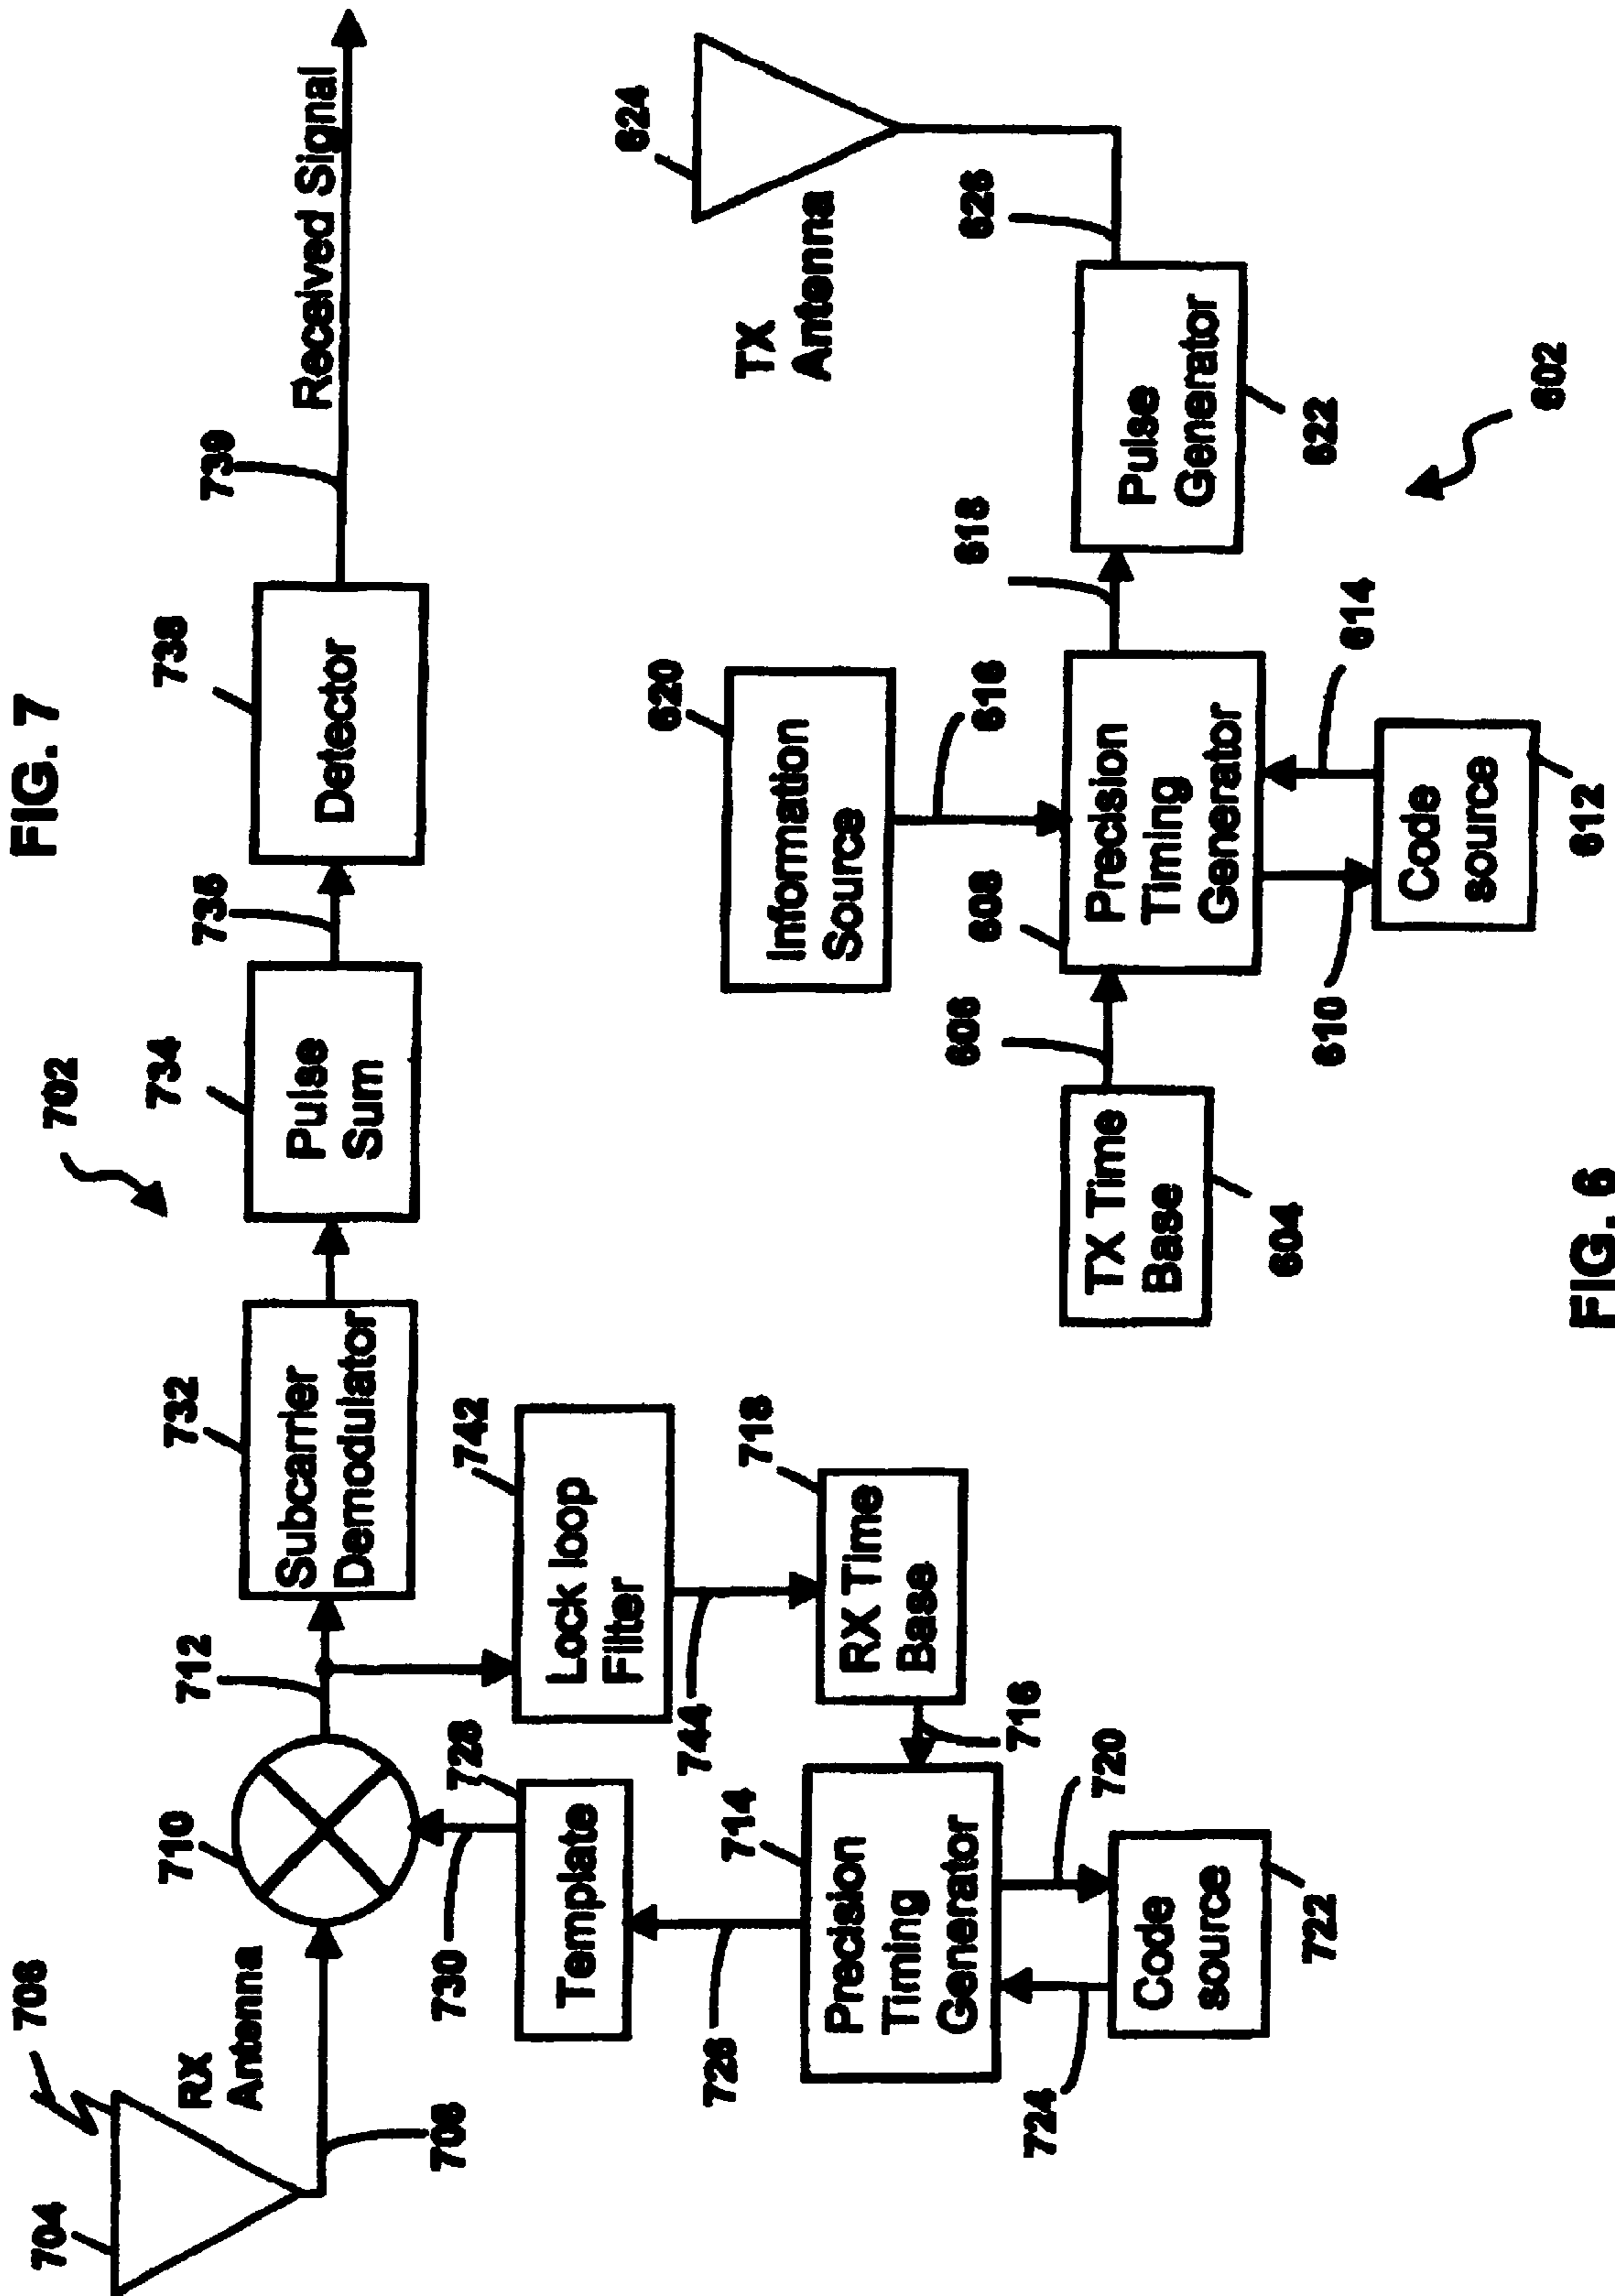 FIG. 7
702
704
706
RX
Antenna
708
710
712
732
Subcarrier
Demodulator
734
Pulse
Sum
735
738
Detector
739
Received Signal
742
Lock loop
Filter
744
718
RX Time
Base
716
728
Template
730
726
714
Precision
Timing
Generator
720
724
Code
source
722
TX Time
Base
604
606
608
Precision
Timing
Generator
620
Information
Source
616
610
614
Code
source
612
618
Pulse
Generator
622
626
TX
Antenna
624
602
FIG. 6